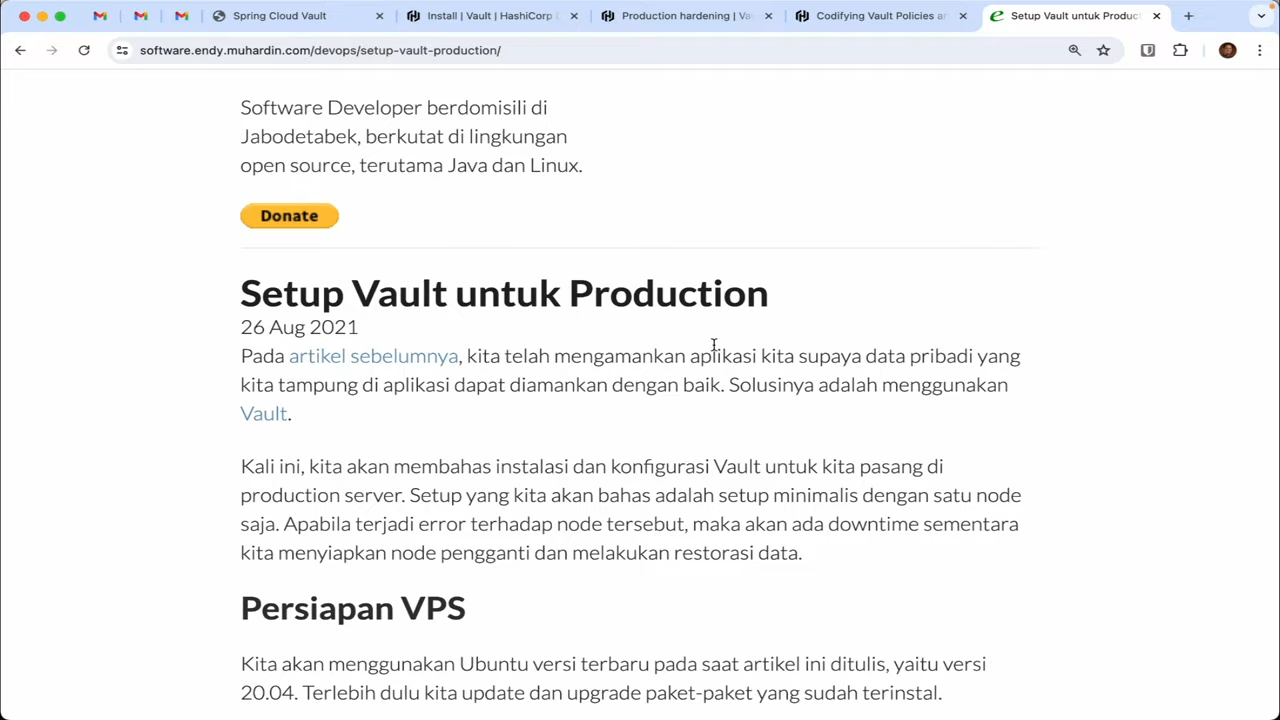 Spring Cloud Vault
Install | Vault | HashiCorp D
Production hardening | Va
Codifying Vault Policies a
Setup Vault untuk Produc
software.endy.muhardin.com/devops/setup-vault-production/
Software Developer berdomisili di
Jabodetabek, berkutat di lingkungan
open source, terutama Java dan Linux.
Donate
Setup Vault untuk Production
26 Aug 2021
Pada artikel sebelumnya, kita telah mengamankan aplikasi kita supaya data pribadi yang
kita tampung di aplikasi dapat diamankan dengan baik. Solusinya adalah menggunakan
Vault.
Kali ini, kita akan membahas instalasi dan konfigurasi Vault untuk kita pasang di
production server. Setup yang kita akan bahas adalah setup minimalis dengan satu node
saja. Apabila terjadi error terhadap node tersebut, maka akan ada downtime sementara
kita menyiapkan node pengganti dan melakukan restorasi data.
Persiapan VPS
Kita akan menggunakan Ubuntu versi terbaru pada saat artikel ini ditulis, yaitu versi
20.04. Terlebih dulu kita update dan upgrade paket-paket yang sudah terinstal.